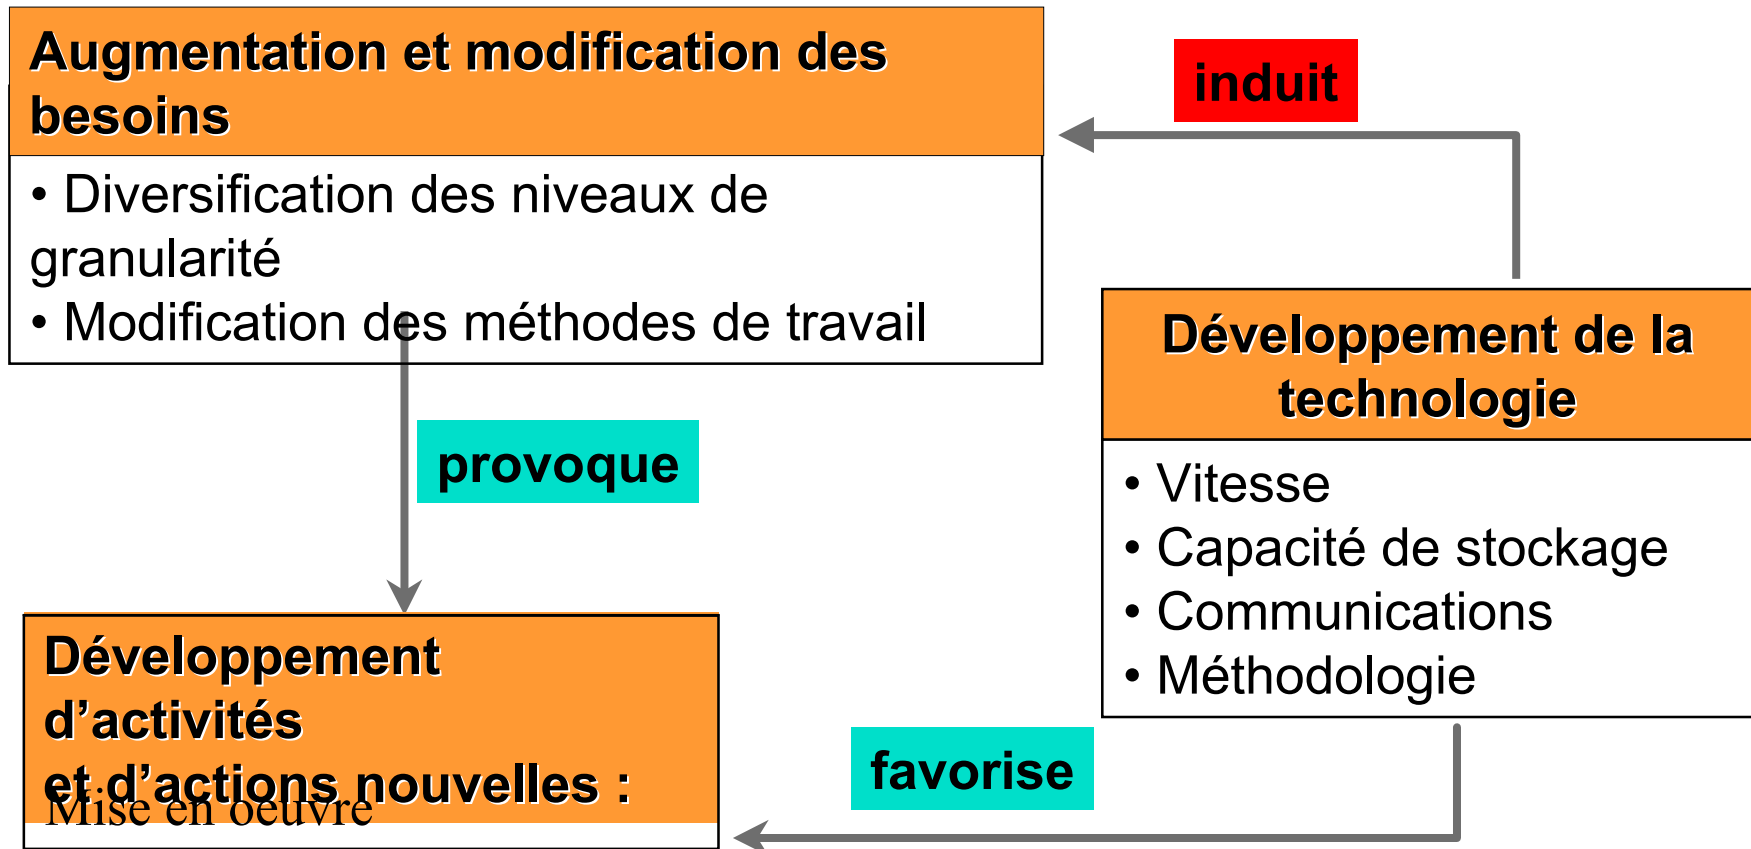 Augmentation et modification des
besoins
• Diversification des niveaux de
granularité
• Modification des méthodes de travail
induit
Développement de la
technologie
• Vitesse
• Capacité de stockage
• Communications
• Méthodologie
provoque
Développement
d’activités
et d’actions nouvelles :
Mise en oeuvre
favorise